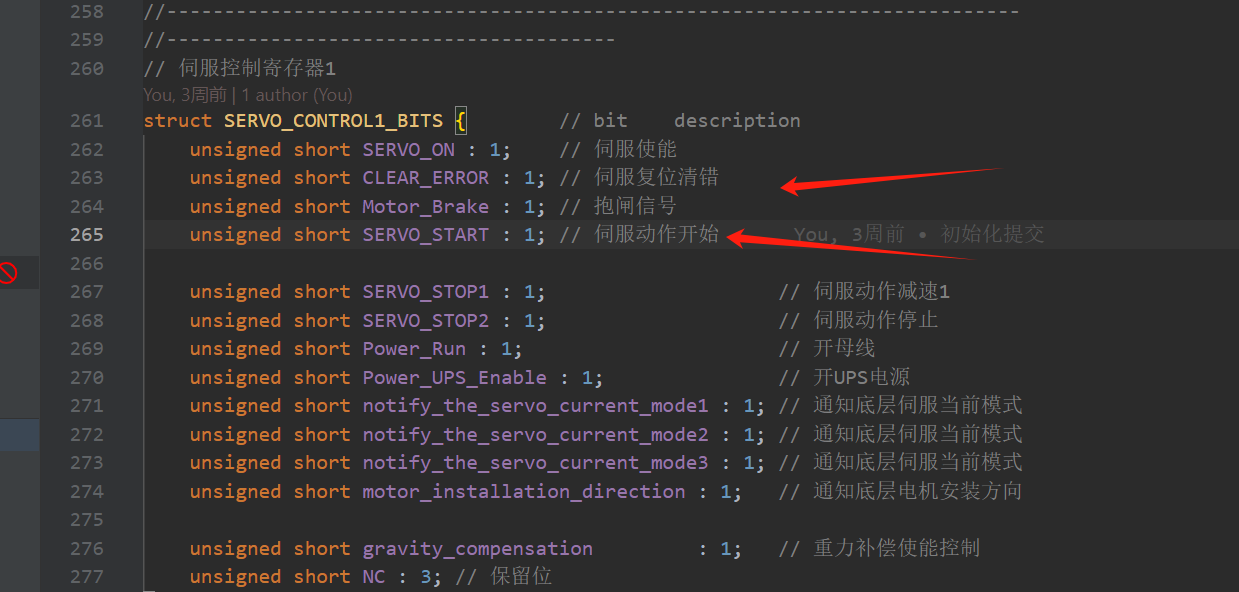 258 //--------------------------------------------------------------------------
259 //---------------------------------------
260 // 伺服控制寄存器1
You, 3周前 | 1 author (You)
261 struct SERVO_CONTROL1_BITS { // bit description
262 unsigned short SERVO_ON : 1; // 伺服使能
263 unsigned short CLEAR_ERROR : 1; // 伺服复位清错
264 unsigned short Motor_Brake : 1; // 抱闸信号
265 unsigned short SERVO_START : 1; // 伺服动作开始 You, 3周前 • 初始化提交
266
267 unsigned short SERVO_STOP1 : 1; // 伺服动作减速1
268 unsigned short SERVO_STOP2 : 1; // 伺服动作停止
269 unsigned short Power_Run : 1; // 开母线
270 unsigned short Power_UPS_Enable : 1; // 开UPS电源
271 unsigned short notify_the_servo_current_mode1 : 1; // 通知底层伺服当前模式
272 unsigned short notify_the_servo_current_mode2 : 1; // 通知底层伺服当前模式
273 unsigned short notify_the_servo_current_mode3 : 1; // 通知底层伺服当前模式
274 unsigned short motor_installation_direction : 1; // 通知底层电机安装方向
275
276 unsigned short gravity_compensation : 1; // 重力补偿使能控制
277 unsigned short NC : 3; // 保留位